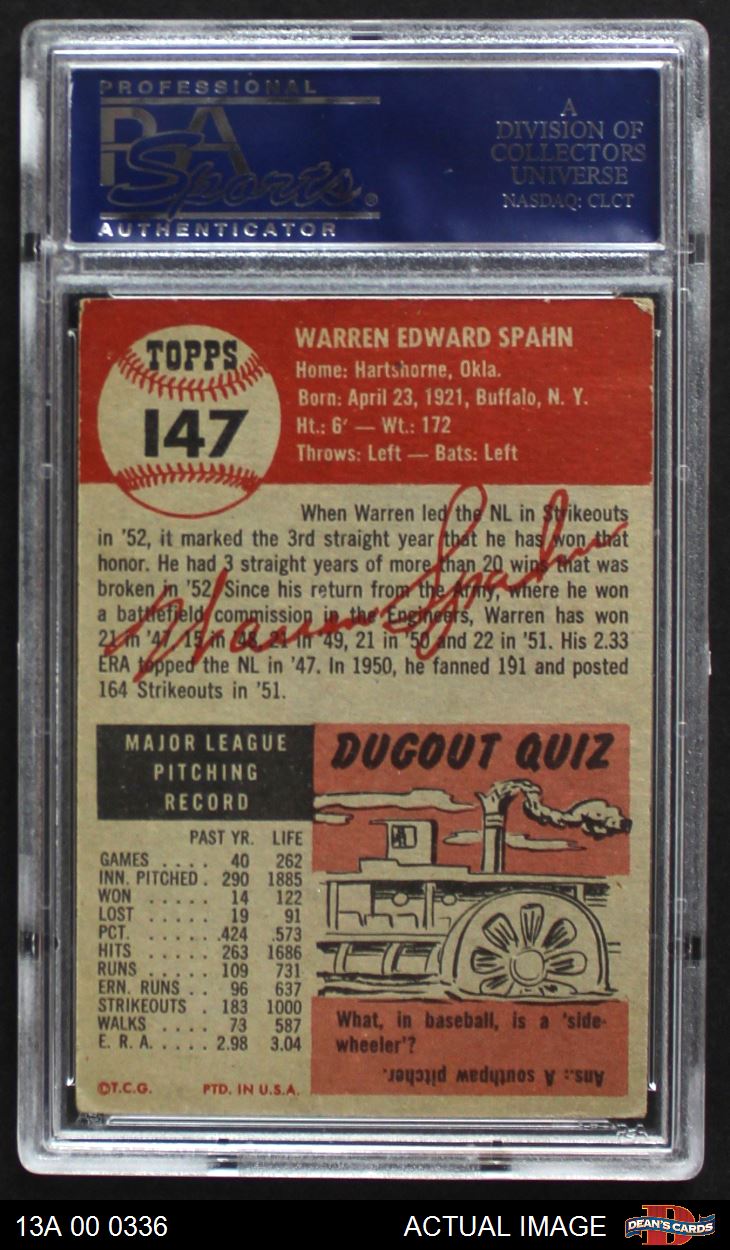 PROFESSIONAL
PSA
Sports®
AUTHENTICATOR
A
DIVISION OF
COLLECTORS
UNIVERSE
NASDAQ: CLCT
TOPPS
147
WARREN EDWARD SPAHN
Home: Hartshorne, Okla.
Born: April 23, 1921, Buffalo, N. Y.
Ht.: 6' — Wt.: 172
Throws: Left — Bats: Left
When Warren led the NL in Strikeouts
in '52, it marked the 3rd straight year that he has won that
honor. He had 3 straight years of more than 20 wins that was
broken in '52. Since his return from the Army, where he won
a battlefield commission in the Engineers, Warren has won
21 in '47, 15 in '48, 21 in '49, 21 in '50 and 22 in '51. His 2.33
ERA topped the NL in '47. In 1950, he fanned 191 and posted
164 Strikeouts in '51.
Warren Spahn
MAJOR LEAGUE
PITCHING
RECORD
PAST YR. LIFE
GAMES .... 40 262
INN. PITCHED . 290 1885
WON ..... 14 122
LOST ..... 19 91
PCT. ..... .424 .573
HITS ..... 263 1686
RUNS ..... 109 731
ERN. RUNS .. 96 637
STRIKEOUTS . 183 1000
WALKS .... 73 587
E. R. A. .... 2.98 3.04
©T.C.G. PTD. IN U.S.A.
DUGOUT QUIZ
What, in baseball, is a 'side-
wheeler'?
Ans.: A southpaw pitcher.
13A 00 0336
ACTUAL IMAGE
DEAN'S CARDS